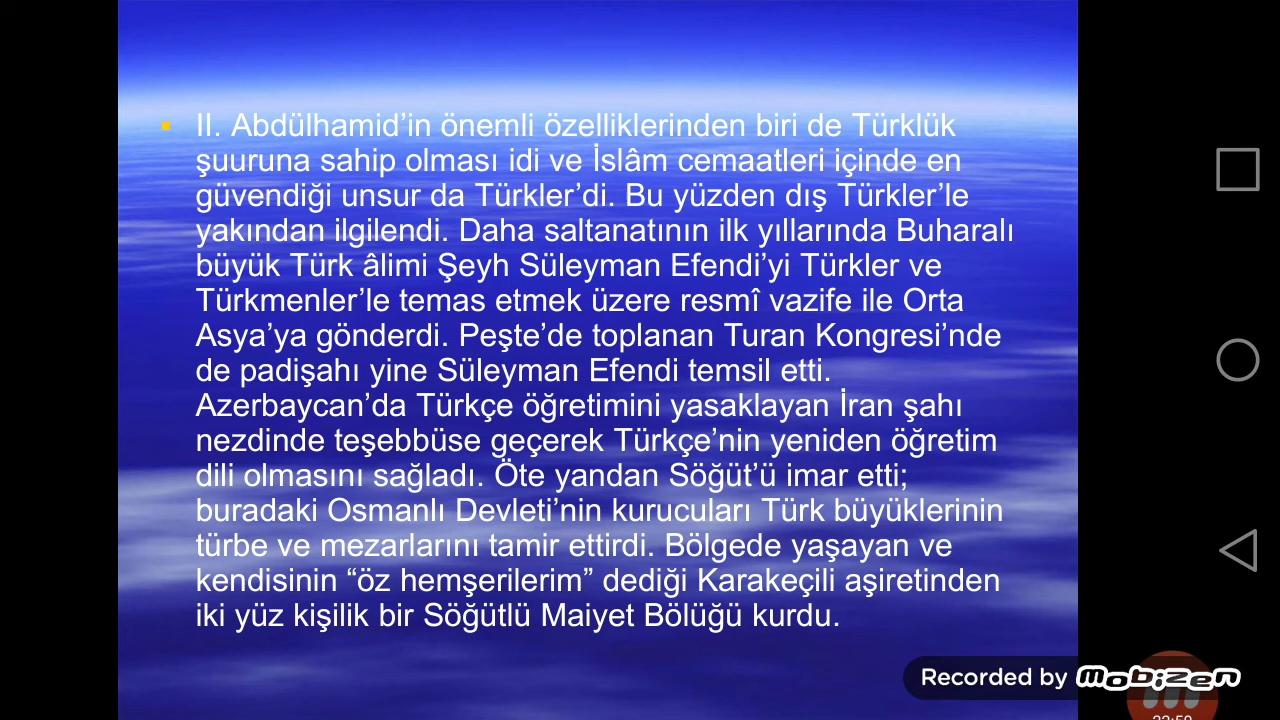 II. Abdülhamid’in önemli özelliklerinden biri de Türklük
şuuruna sahip olması idi ve İslâm cemaatleri içinde en
güvendiği unsur da Türkler’di. Bu yüzden dış Türkler’le
yakından ilgilendi. Daha saltanatının ilk yıllarında Buharalı
büyük Türk âlimi Şeyh Süleyman Efendi’yi Türkler ve
Türkmenler’le temas etmek üzere resmî vazife ile Orta
Asya’ya gönderdi. Peşte’de toplanan Turan Kongresi’nde
de padişahı yine Süleyman Efendi temsil etti.
Azerbaycan’da Türkçe öğretimini yasaklayan İran şahı
nezdinde teşebbüse geçerek Türkçe’nin yeniden öğretim
dili olmasını sağladı. Öte yandan Söğüt’ü imar etti;
buradaki Osmanlı Devleti’nin kurucuları Türk büyüklerinin
türbe ve mezarlarını tamir ettirdi. Bölgede yaşayan ve
kendisinin “öz hemşerilerim” dediği Karakeçili aşiretinden
iki yüz kişilik bir Söğütlü Maiyet Bölüğü kurdu.
Recorded by mobizen